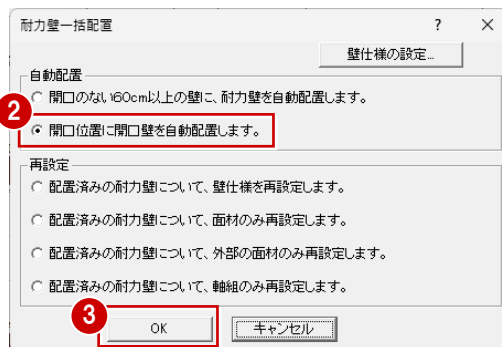 耐力壁一括配置 ? ×
壁仕様の設定...
自動配置
開口のない60cm以上の壁に、耐力壁を自動配置します。
2
開口位置に開口壁を自動配置します。
再設定
配置済みの耐力壁について、壁仕様を再設定します。
配置済みの耐力壁について、面材のみ再設定します。
配置済みの耐力壁について、外部の面材のみ再設定します。
配置済みの耐力壁について、軸組のみ再設定します。
3
OK キャンセル